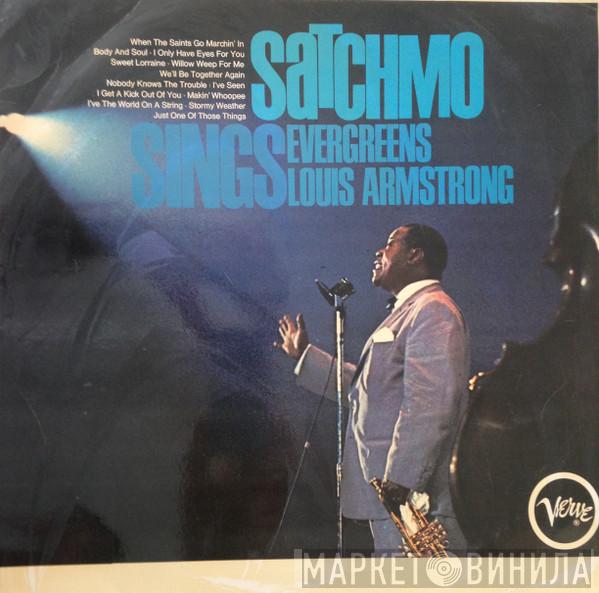 When The Saints Go Marchin' In
Body And Soul · I Only Have Eyes For You
Sweet Lorraine · Willow Weep For Me
We'll Be Together Again
Nobody Knows The Trouble · I've Seen
I Get A Kick Out Of You · Makin' Whoopee
I've The World On A String · Stormy Weather
Just One Of Those Things
SaTCHMO
SINGS
EVERGREENS
LOUIS ARMSTRONG
Verve
МАРКЕТ ВИНИЛА